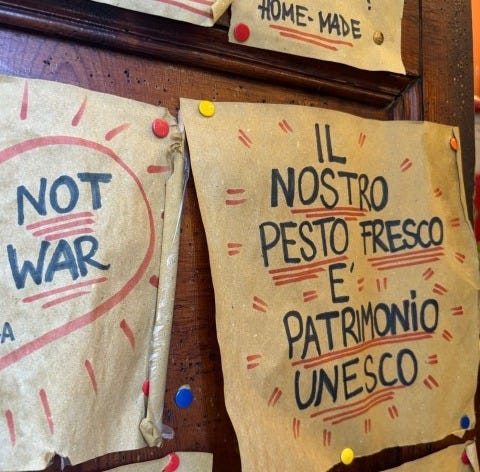 HOME-MADE
NOT
WAR
IL
NOSTRO
PESTO FRESCO
E'
PATRIMONIO
UNESCO